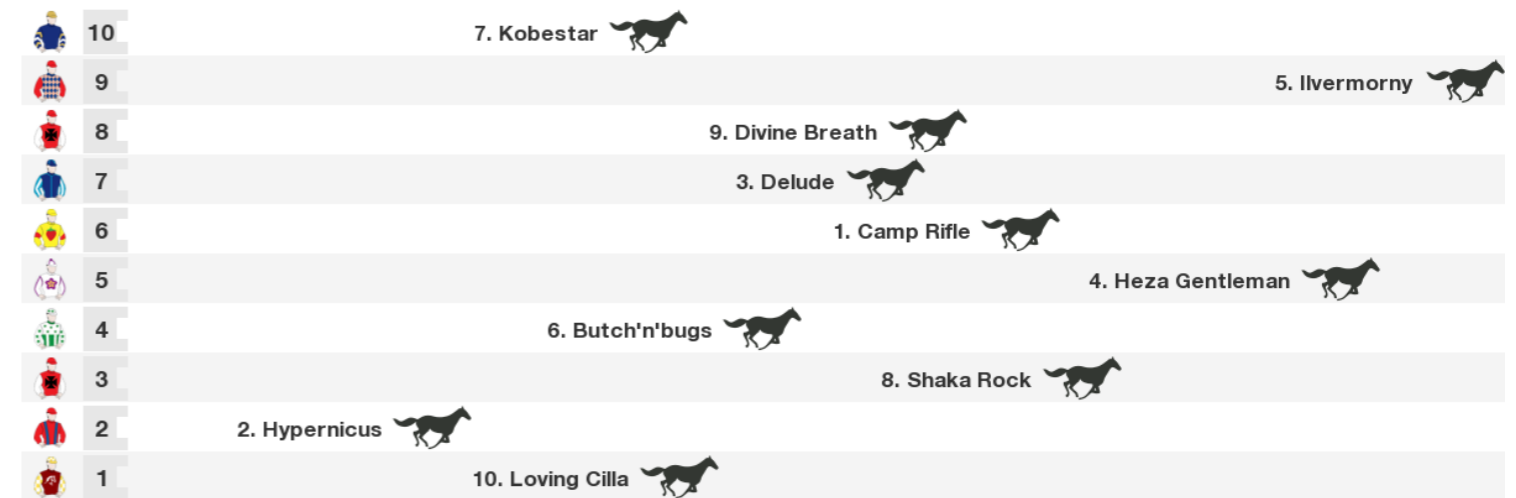 10 7. Kobestar
9 5. Ilvermorny
8 9. Divine Breath
7 3. Delude
6 1. Camp Rifle
5 4. Heza Gentleman
4 6. Butch'n'bugs
3 8. Shaka Rock
2 2. Hypernicus
1 10. Loving Cilla